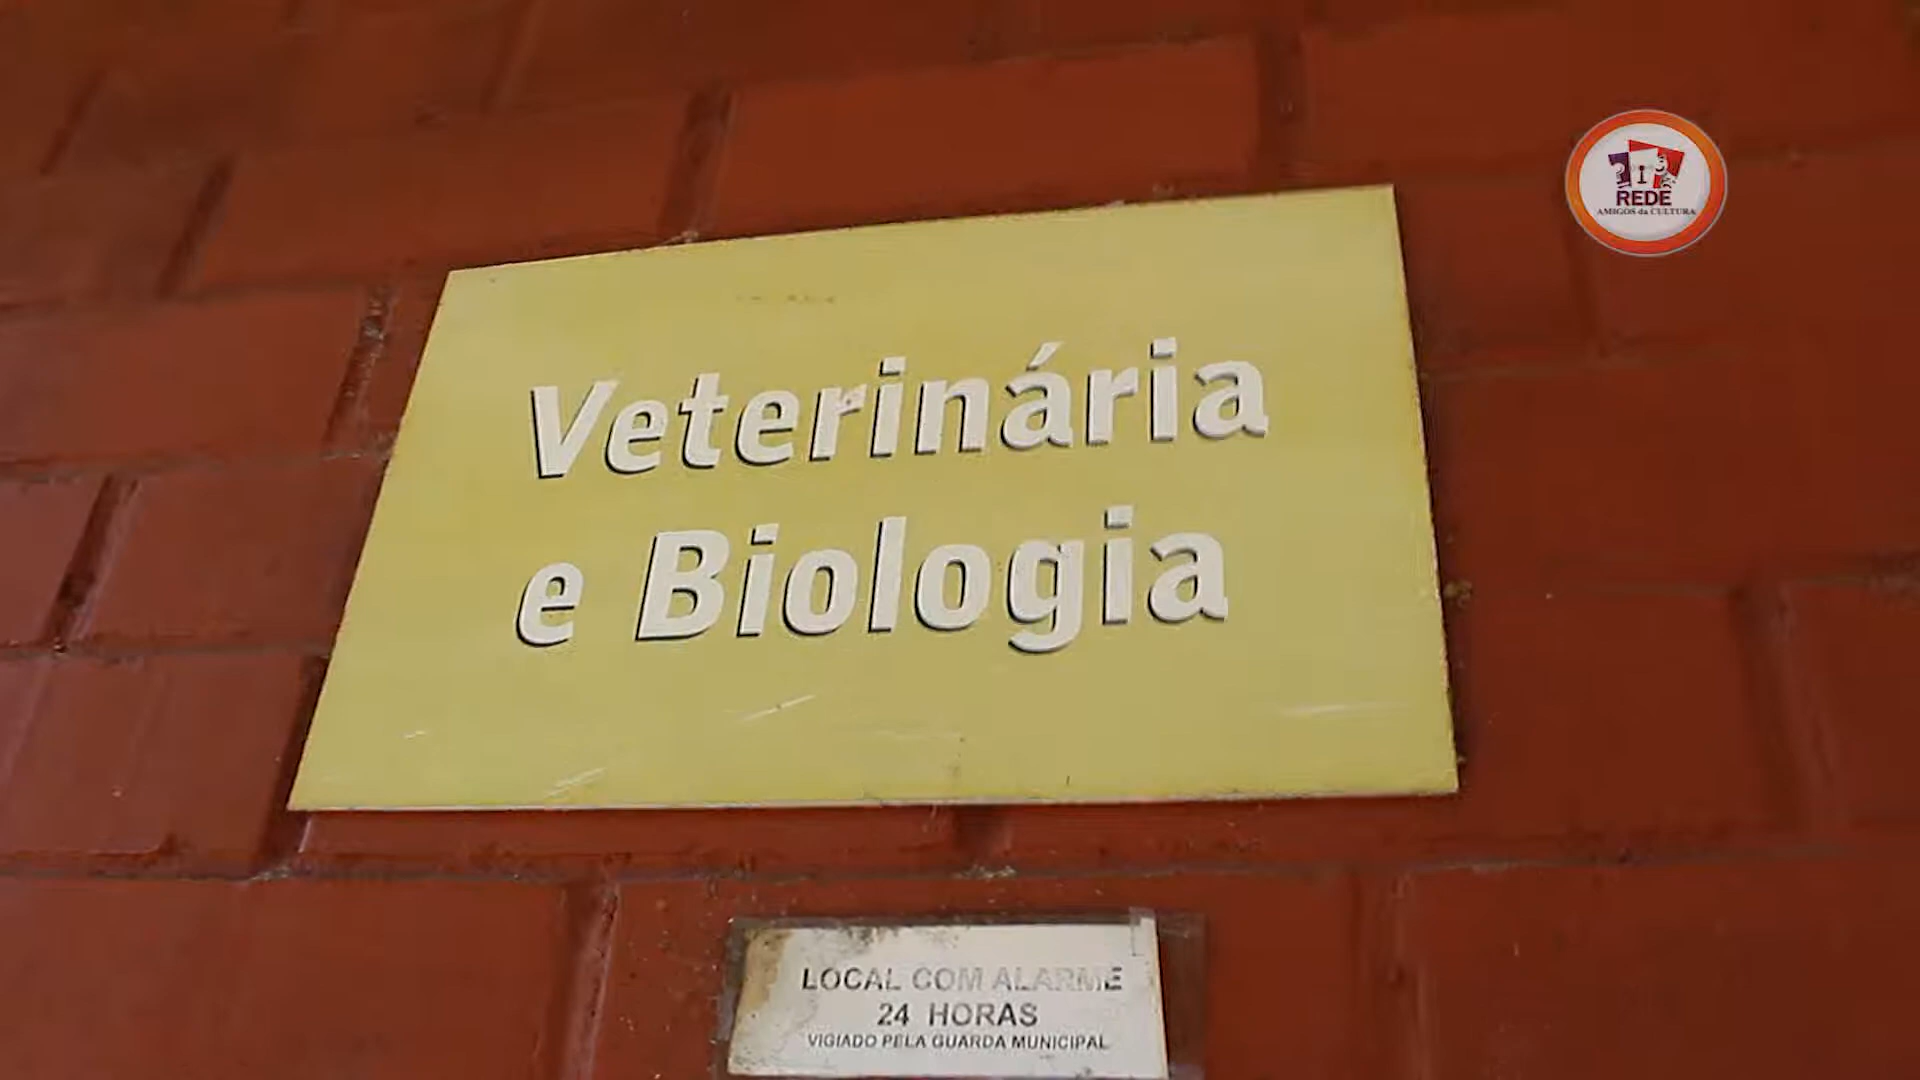 REDE
AMIGOS da CULTURA
Veterinária
e Biologia
LOCAL COM ALARME
24 HORAS
VIGIADO PELA GUARDA MUNICIPAL